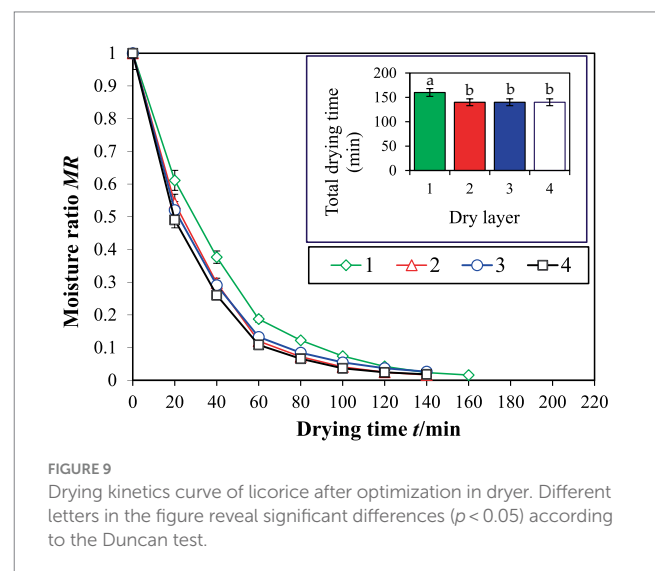 1
0.9
0.8
0.7
0.6
0.5
0.4
0.3
0.2
0.1
0
Moisture ratio MR
0 20 40 60 80 100 120 140 160 180 200 220
Drying time t/min
200
150
100
50
0
Total drying time
(min)
a b b b
1 2 3 4
Dry layer
1 2 3 4
FIGURE 9
Drying kinetics curve of licorice after optimization in dryer. Different
letters in the figure reveal significant differences (p < 0.05) according
to the Duncan test.